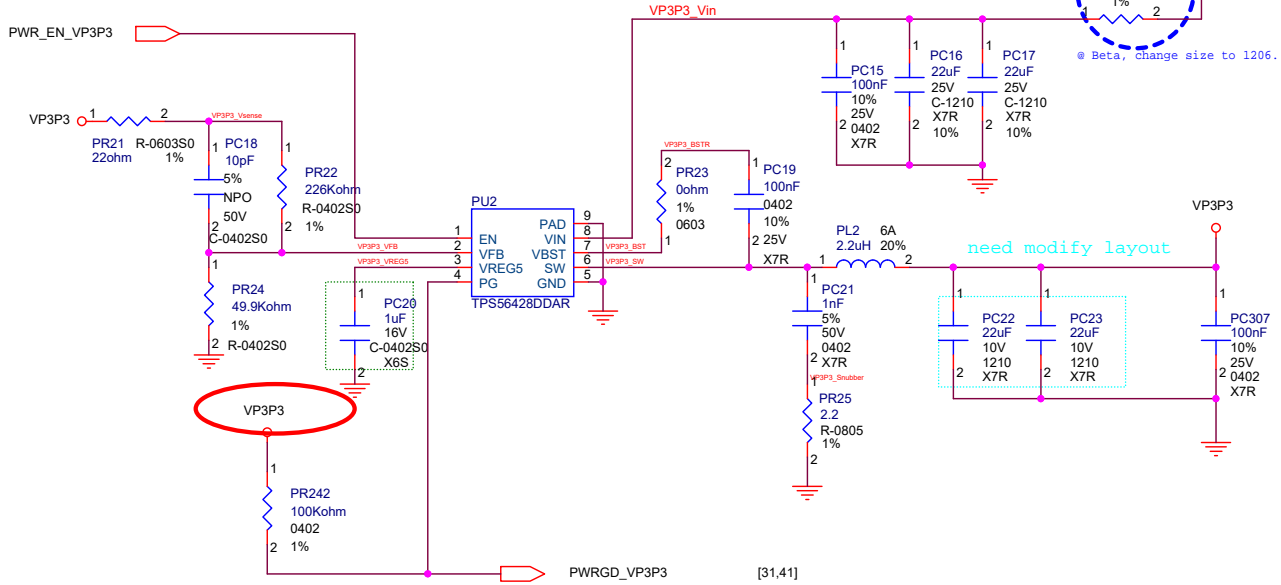 VP3P3_Vin
1 2
1%
@ Beta, change size to 1206.
PWR_EN_VP3P3
1
PC15
100nF
10%
25V
0402
X7R
2
1
PC16
22uF
25V
C-1210
X7R
10%
2
1
PC17
22uF
25V
C-1210
X7R
10%
2
VP3P3
1 2
PR21
22ohm
R-0603S0
1%
VP3P3_Vsense
1
PC18
10pF
5%
NPO
50V
C-0402S0
2
1
PR22
226Kohm
R-0402S0
1%
2
VP3P3_BSTR
2
PR23
0ohm
1%
0603
1
1
PC19
100nF
0402
10%
25V
X7R
2
PU2
1 EN
2 VFB
3 VREG5
4 PG
PAD 9
VIN 8
VBST 7
SW 6
GND 5
TPS56428DDAR
VP3P3_VFB
VP3P3_VREG5
VP3P3_BST
VP3P3_SW
1
PR24
49.9Kohm
1%
R-0402S0
2
1
PC20
1uF
16V
C-0402S0
X6S
2
PL2 6A
2.2uH 20%
1 2
need modify layout
VP3P3
1
PC21
1nF
5%
50V
0402
X7R
2
VP3P3_Snubber
1
PR25
2.2
R-0805
1%
2
1
PC22
22uF
10V
1210
X7R
2
1
PC23
22uF
10V
1210
X7R
2
1
PC307
100nF
10%
25V
0402
X7R
2
VP3P3
1
PR242
100Kohm
0402
1%
2
PWRGD_VP3P3 [31,41]